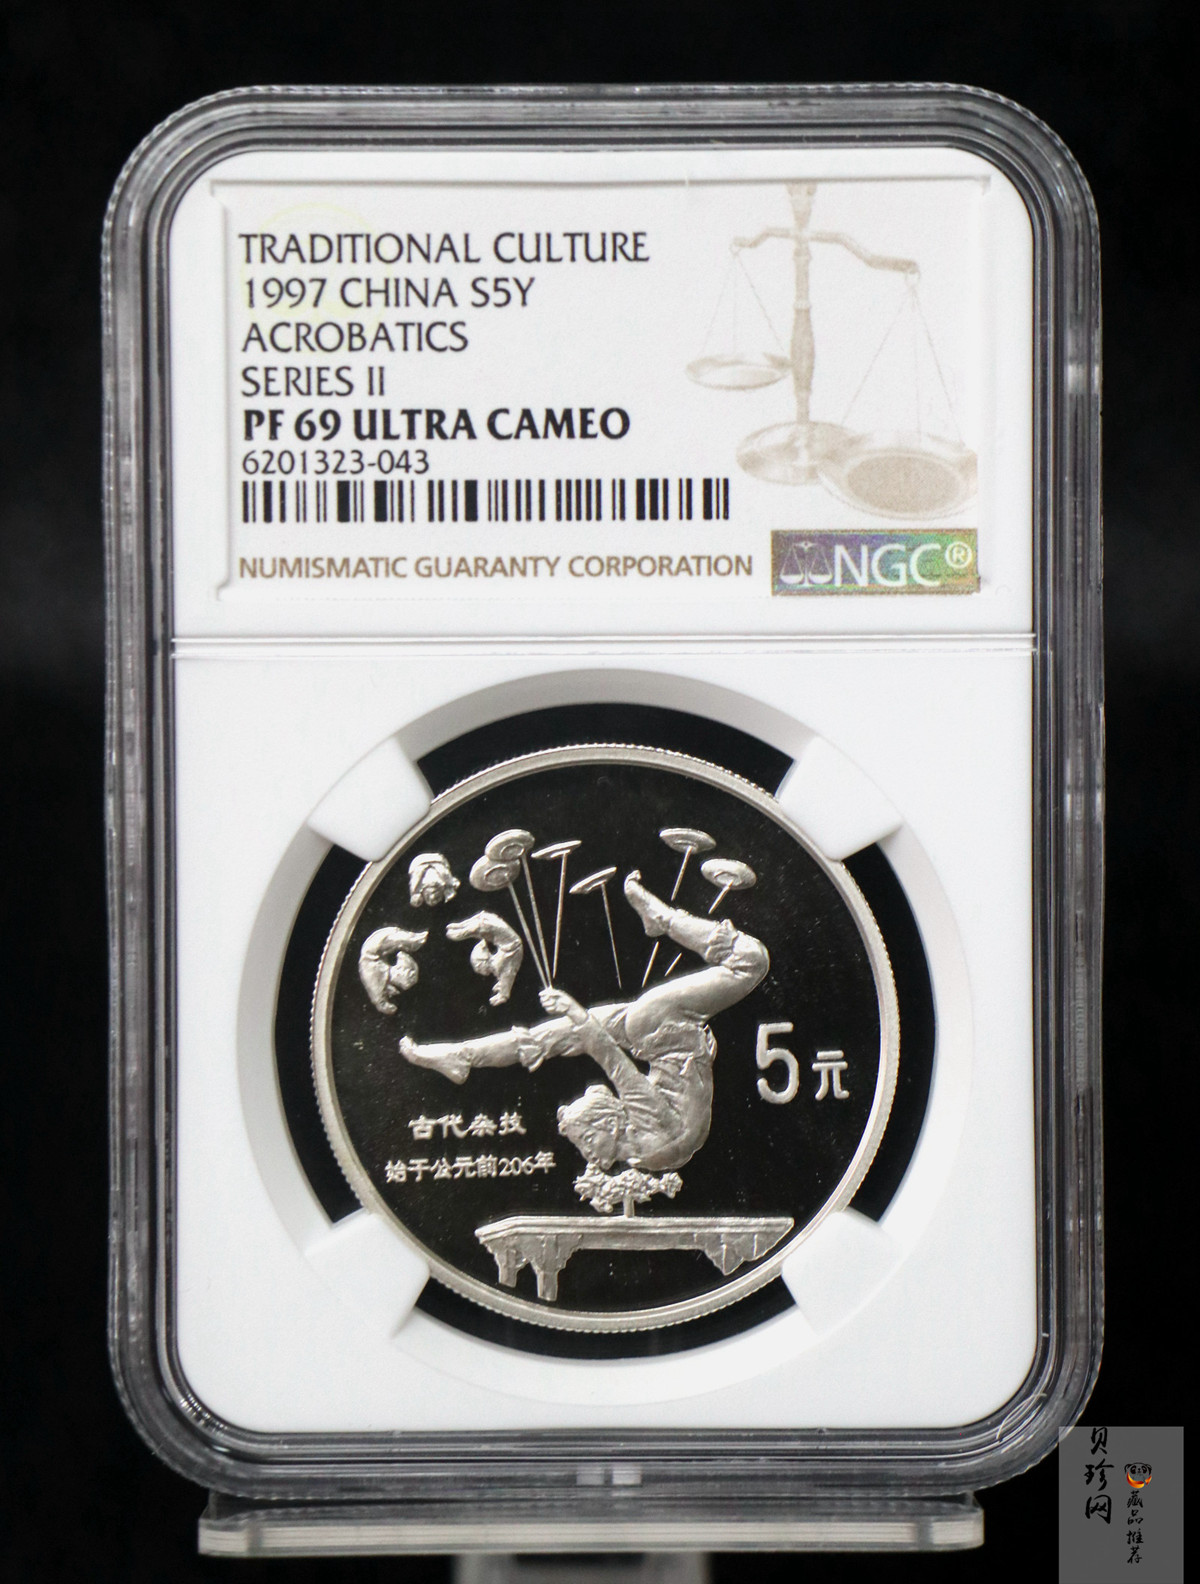 TRADITIONAL CULTURE
1997 CHINA S5Y
ACROBATICS
SERIES II
PF 69 ULTRA CAMEO
6201323-043
NUMISMATIC GUARANTY CORPORATION
NGC®
5元
古代杂技
始于公元前206年
贝珍网
藏品推荐